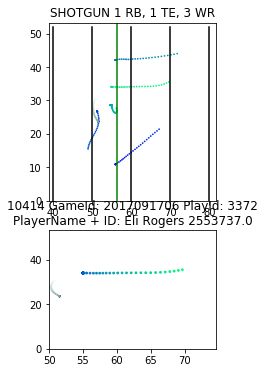 SHOTGUN 1 RB, 1 TE, 3 WR
50
40
30
20
10
0
40 50 60 70 80
10414 GameId: 2017091706 PlayId: 3372
PlayerName + ID: Eli Rogers 2553737.0
40
20
0
50 55 60 65 70